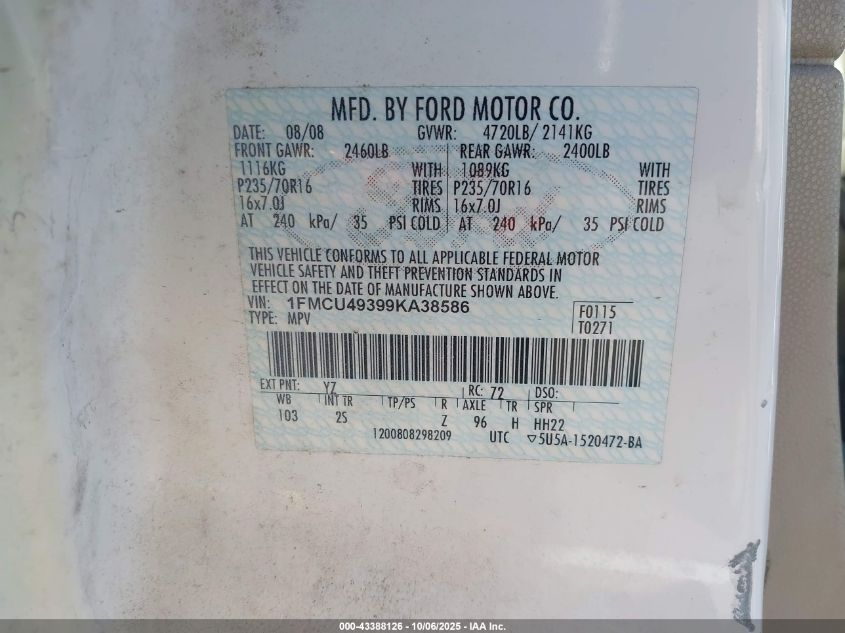 MFD. BY FORD MOTOR CO.
DATE: 08/08 GVWR: 4720LB/ 2141KG
FRONT GAWR: 2460LB REAR GAWR: 2400LB
1116KG WITH 1089KG WITH
P235/70R16 TIRES P235/70R16 TIRES
16x7.0J RIMS 16x7.0J RIMS
AT 240 kPa/ 35 PSI COLD AT 240 kPa/ 35 PSI COLD
THIS VEHICLE CONFORMS TO ALL APPLICABLE FEDERAL MOTOR
VEHICLE SAFETY AND THEFT PREVENTION STANDARDS IN
EFFECT ON THE DATE OF MANUFACTURE SHOWN ABOVE.
VIN: 1FMCU49399KA38586 F0115
TYPE: MPV T0271
EXT PNT: YZ RC: 72 DSO:
WB INT TR TP/PS R AXLE TR SPR
103 2S Z 96 H HH22
1200808298209 UTC ▽5U5A-1520472-BA
000-43388126 - 10/06/2025 - IAA Inc.